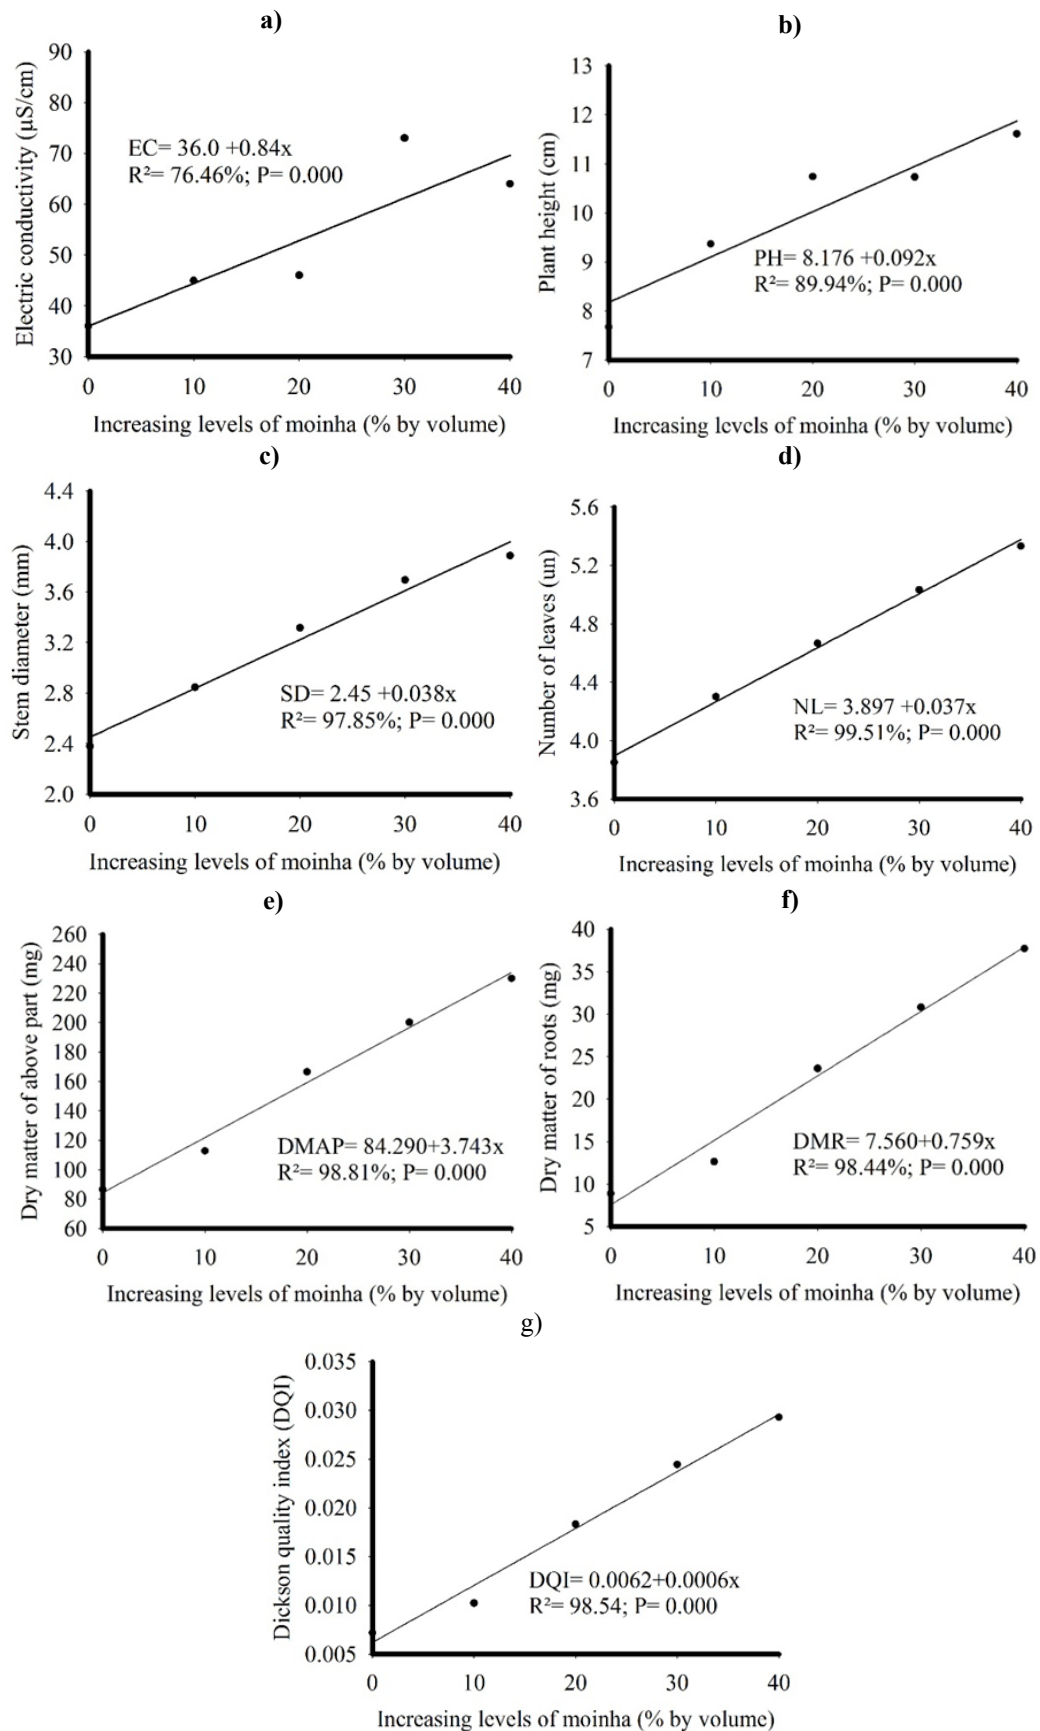 a)
90
80
70
60
50
40
30
Electric conductivity (µS/cm)
EC= 36.0 +0.84x
R²= 76.46%; P= 0.000
0 10 20 30 40
Increasing levels of moinha (% by volume)
b)
13
12
11
10
9
8
7
Plant height (cm)
PH= 8.176 +0.092x
R²= 89.94%; P= 0.000
0 10 20 30 40
Increasing levels of moinha (% by volume)
c)
4.4
4.0
3.6
3.2
2.8
2.4
2.0
Stem diameter (mm)
SD= 2.45 +0.038x
R²= 97.85%; P= 0.000
0 10 20 30 40
Increasing levels of moinha (% by volume)
d)
5.6
5.2
4.8
4.4
4.0
3.6
Number of leaves (un)
NL= 3.897 +0.037x
R²= 99.51%; P= 0.000
0 10 20 30 40
Increasing levels of moinha (% by volume)
e)
260
240
220
200
180
160
140
120
100
80
60
Dry matter of above part (mg)
DMAP= 84.290+3.743x
R²= 98.81%; P= 0.000
0 10 20 30 40
Increasing levels of moinha (% by volume)
f)
40
35
30
25
20
15
10
5
Dry matter of roots (mg)
DMR= 7.560+0.759x
R²= 98.44%; P= 0.000
0 10 20 30 40
Increasing levels of moinha (% by volume)
g)
0.035
0.030
0.025
0.020
0.015
0.010
0.005
Dickson quality index (DQI)
DQI= 0.0062+0.0006x
R²= 98.54; P= 0.000
0 10 20 30 40
Increasing levels of moinha (% by volume)